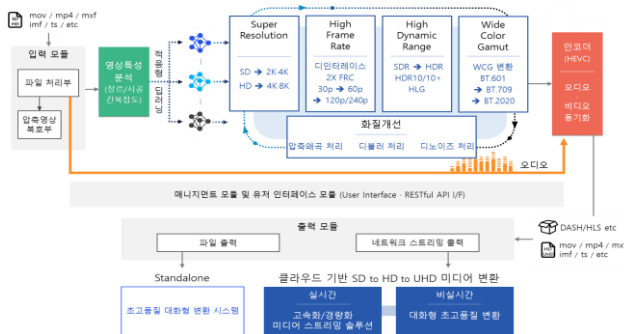 mov / mp4 / mxf
imf / ts / etc
입력 모듈
파일 처리부
압축영상
복호부
영상특성
분석
(장르/시공
간복잡도)
적응형 딥러닝
Super
Resolution
SD → 2K·4K
HD → 4K·8K
High
Frame
Rate
디인터레이스
2X FRC
30p → 60p
→ 120p/240p
High
Dynamic
Range
SDR → HDR
HDR10/10+
HLG
Wide
Color
Gamut
WCG 변환
BT.601
→ BT.709
→ BT.2020
화질개선
압축왜곡 처리 디블러 처리 디노이즈 처리
인코더
(HEVC)
오디오
비디오
동기화
오디오
매니지먼트 모듈 및 유저 인터페이스 모듈 (User Interface · RESTful API I/F)
출력 모듈
파일 출력
네트워크 스트리밍 출력
DASH/HLS etc
mov / mp4 / mx
imf / ts / etc
Standalone
초고품질 대화형 변환 시스템
클라우드 기반 SD to HD to UHD 미디어 변환
실시간
고속화/경량화
미디어 스트리밍 솔루션
비실시간
대화형 초고품질 변환